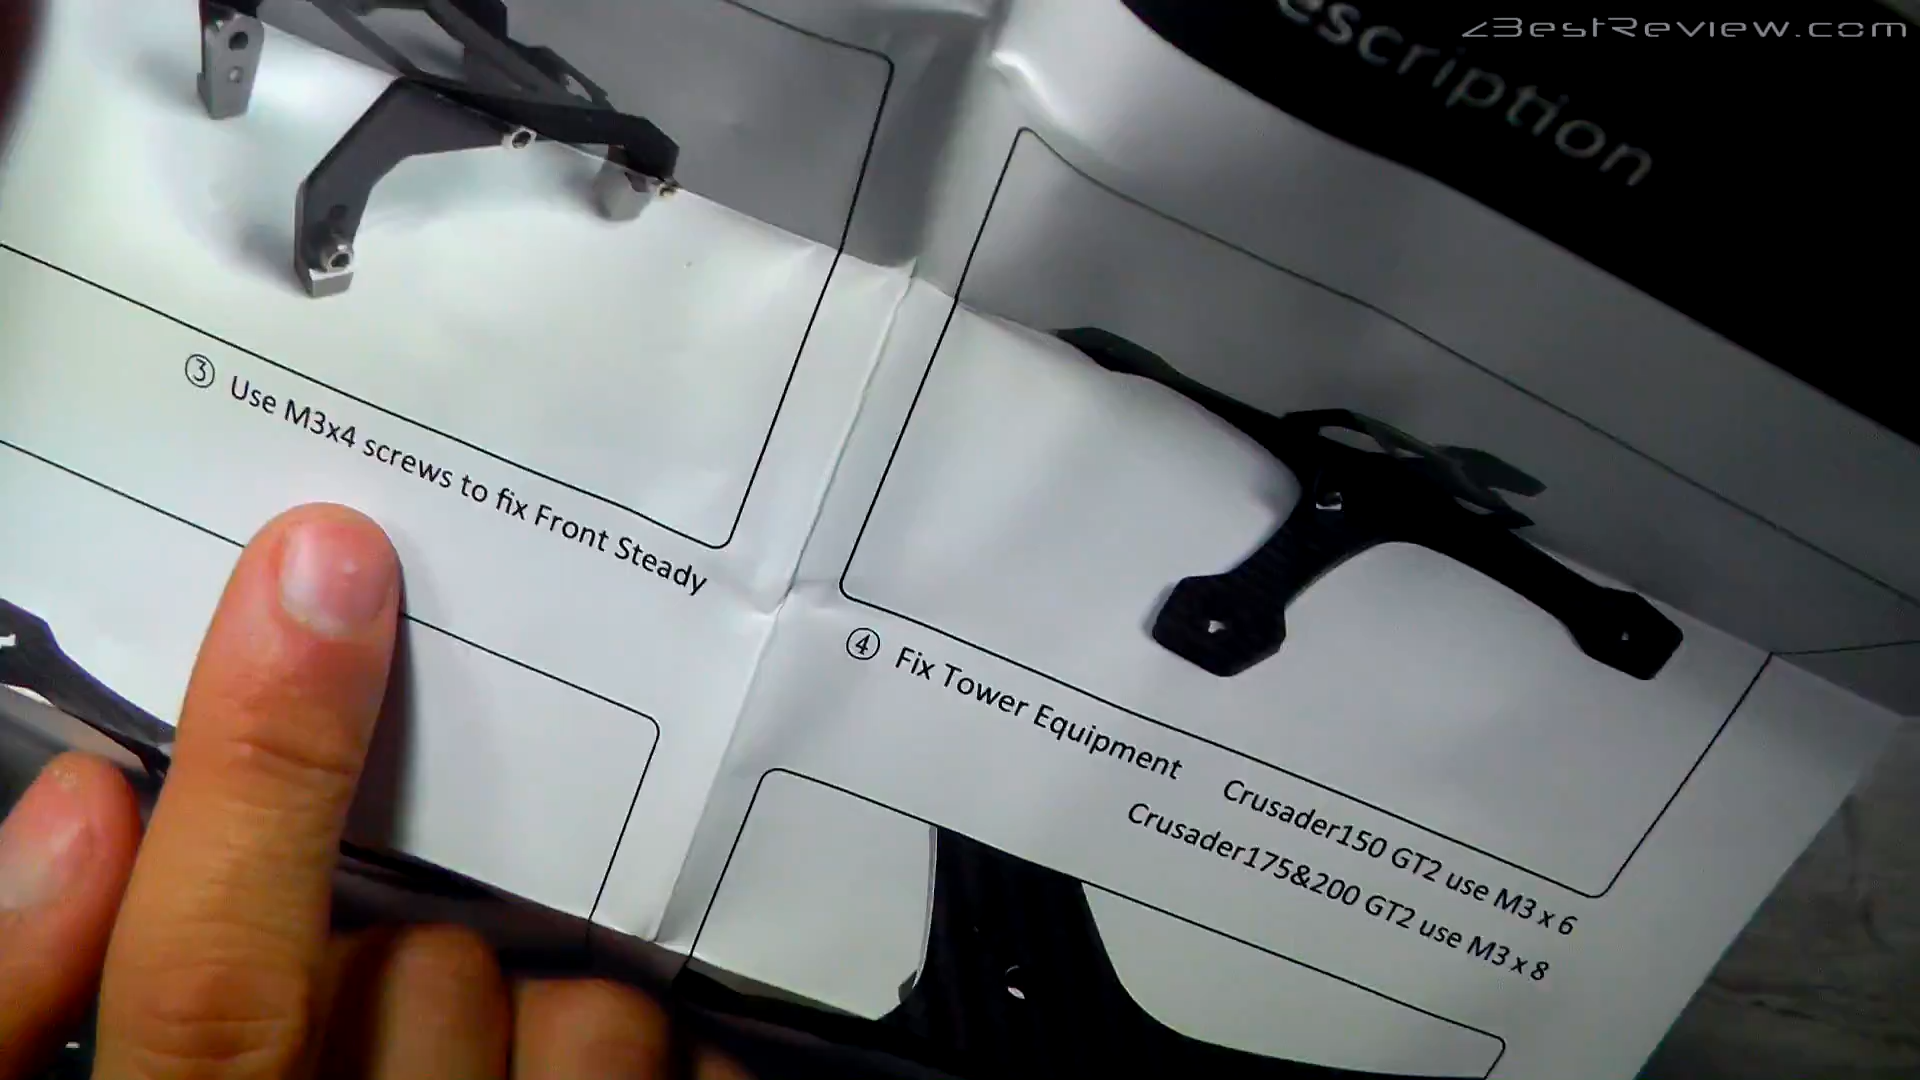 zBestReview.com
escription
③ Use M3x4 screws to fix Front Steady
④ Fix Tower Equipment Crusader150 GT2 use M3 x 6
Crusader175&200 GT2 use M3 x 8